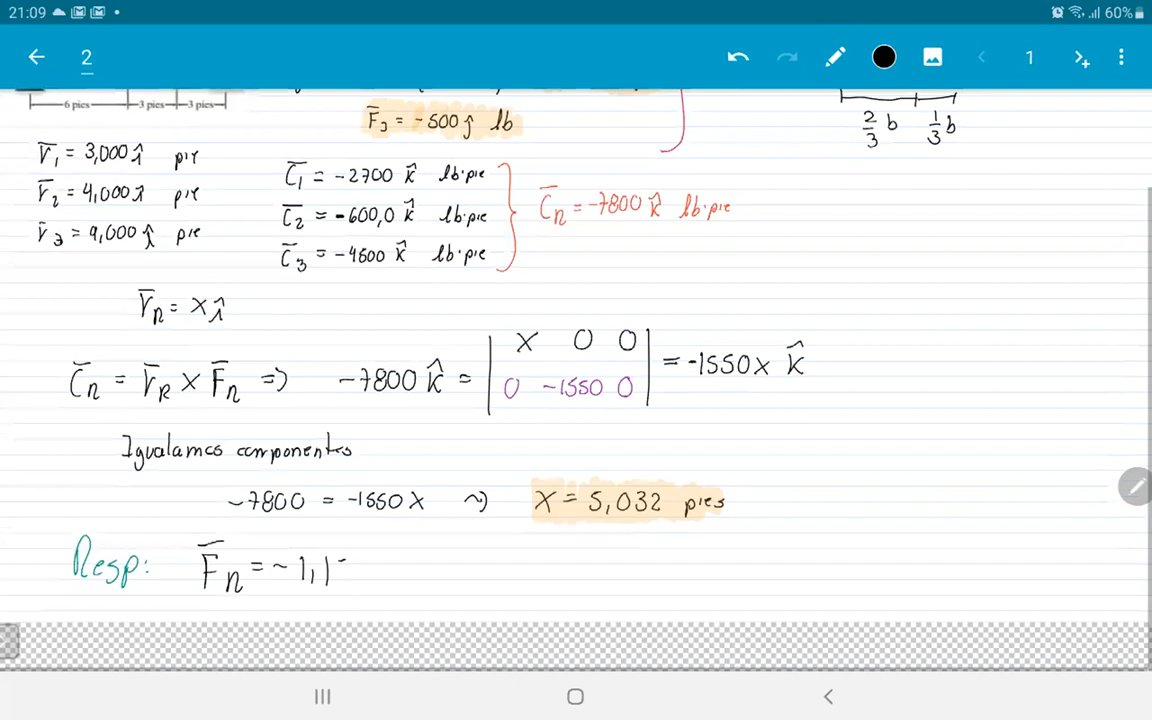 21:09 60%
2 1
6 pies 3 pies 3 pies
F̄₃ = -500 ĵ lb
2/3 b 1/3 b
r̄₁ = 3,000 î pie
r̄₂ = 4,000 î pie
r̄₃ = 9,000 î pie
C̄₁ = -2700 k̂ lb·pie
C̄₂ = -600,0 k̂ lb·pie
C̄₃ = -4500 k̂ lb·pie
C̄n = -7800 k̂ lb·pie
r̄n = x î
C̄n = r̄R × F̄n => -7800 k̂ = | x 0 0 | = -1550x k̂
| 0 -1550 0 |
Igualamos componentes
-7800 = -1550 x ~> x = 5,032 pies
Resp: F̄n = -1,1